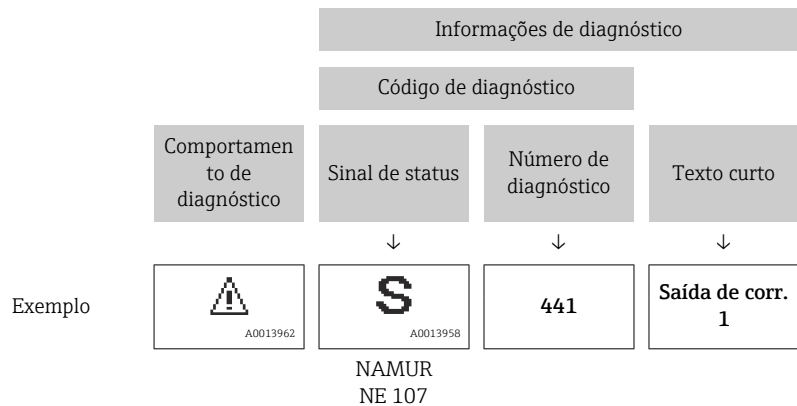 Informações de diagnóstico
Código de diagnóstico
Comportamen
to de
diagnóstico
Sinal de status
Número de
diagnóstico
Texto curto
↓ ↓ ↓
Exemplo
A0013962
S
A0013958
441
Saída de corr.
1
NAMUR
NE 107